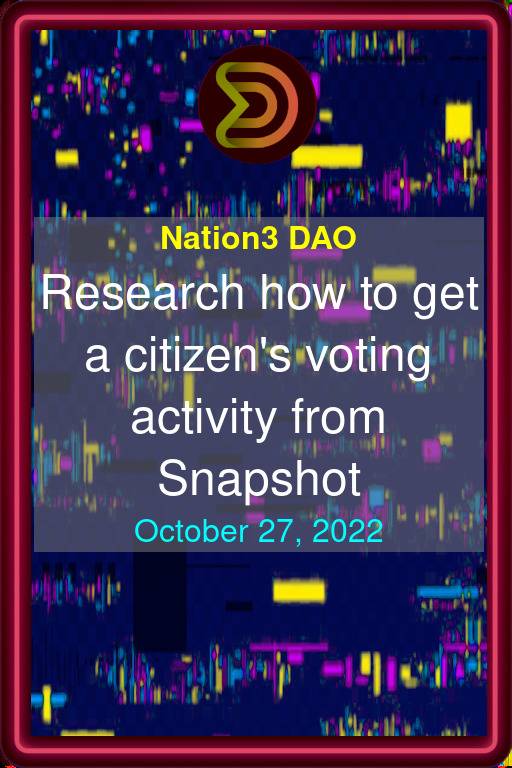 Nation3 DAO
Research how to get
a citizen's voting
activity from
Snapshot
October 27, 2022